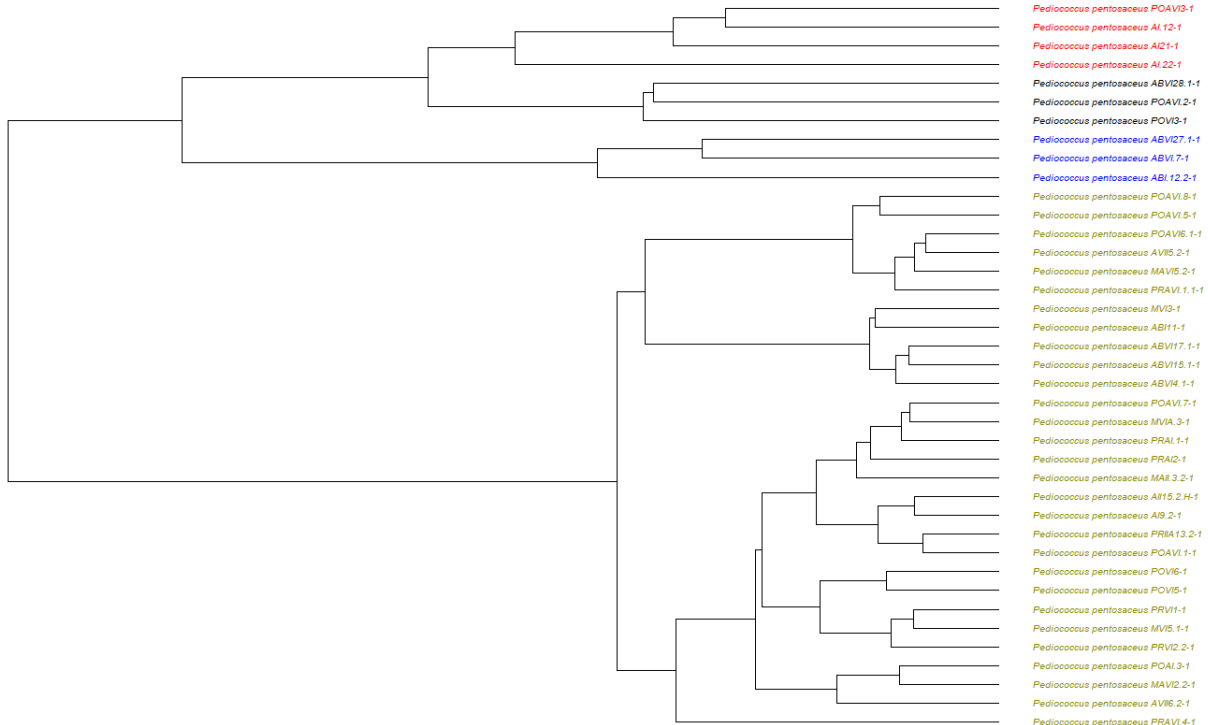 Pediococcus pentosaceus POAVI3-1
Pediococcus pentosaceus AI.12-1
Pediococcus pentosaceus AI21-1
Pediococcus pentosaceus AI.22-1
Pediococcus pentosaceus ABVI28.1-1
Pediococcus pentosaceus POAVI.2-1
Pediococcus pentosaceus POVI3-1
Pediococcus pentosaceus ABVI27.1-1
Pediococcus pentosaceus ABVI.7-1
Pediococcus pentosaceus ABI.12.2-1
Pediococcus pentosaceus POAVI.8-1
Pediococcus pentosaceus POAVI.5-1
Pediococcus pentosaceus POAVI6.1-1
Pediococcus pentosaceus AVII5.2-1
Pediococcus pentosaceus MAVI5.2-1
Pediococcus pentosaceus PRAVI.1.1-1
Pediococcus pentosaceus MVI3-1
Pediococcus pentosaceus ABI11-1
Pediococcus pentosaceus ABVI17.1-1
Pediococcus pentosaceus ABVI15.1-1
Pediococcus pentosaceus ABVI4.1-1
Pediococcus pentosaceus POAVI.7-1
Pediococcus pentosaceus MVIA.3-1
Pediococcus pentosaceus PRAI.1-1
Pediococcus pentosaceus PRAI2-1
Pediococcus pentosaceus MAII.3.2-1
Pediococcus pentosaceus AII15.2.H-1
Pediococcus pentosaceus AI9.2-1
Pediococcus pentosaceus PRIIA13.2-1
Pediococcus pentosaceus POAVI.1-1
Pediococcus pentosaceus POVI6-1
Pediococcus pentosaceus POVI5-1
Pediococcus pentosaceus PRVI1-1
Pediococcus pentosaceus MVI5.1-1
Pediococcus pentosaceus PRVI2.2-1
Pediococcus pentosaceus POAI.3-1
Pediococcus pentosaceus MAVI2.2-1
Pediococcus pentosaceus AVII6.2-1
Pediococcus pentosaceus PRAVI.4-1